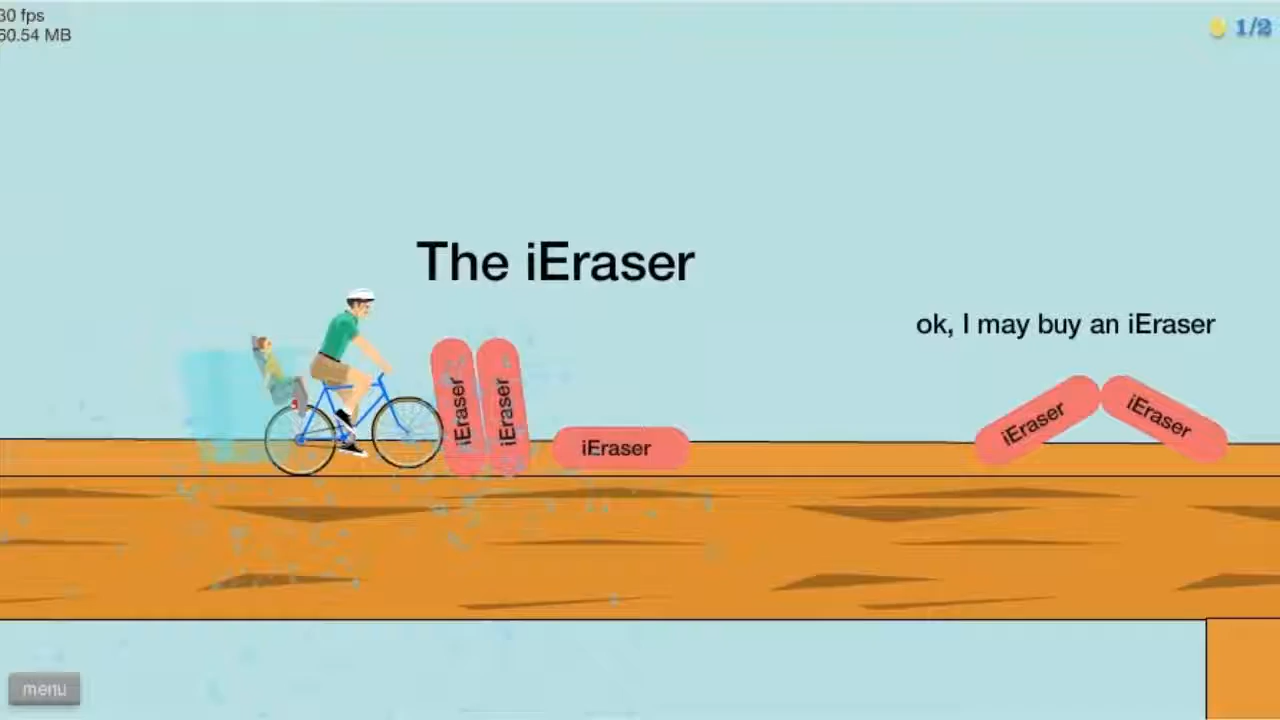 30 fps
60.54 MB
1/2
The iEraser
ok, I may buy an iEraser
iEraser
iEraser
iEraser
iEraser
iEraser
menu